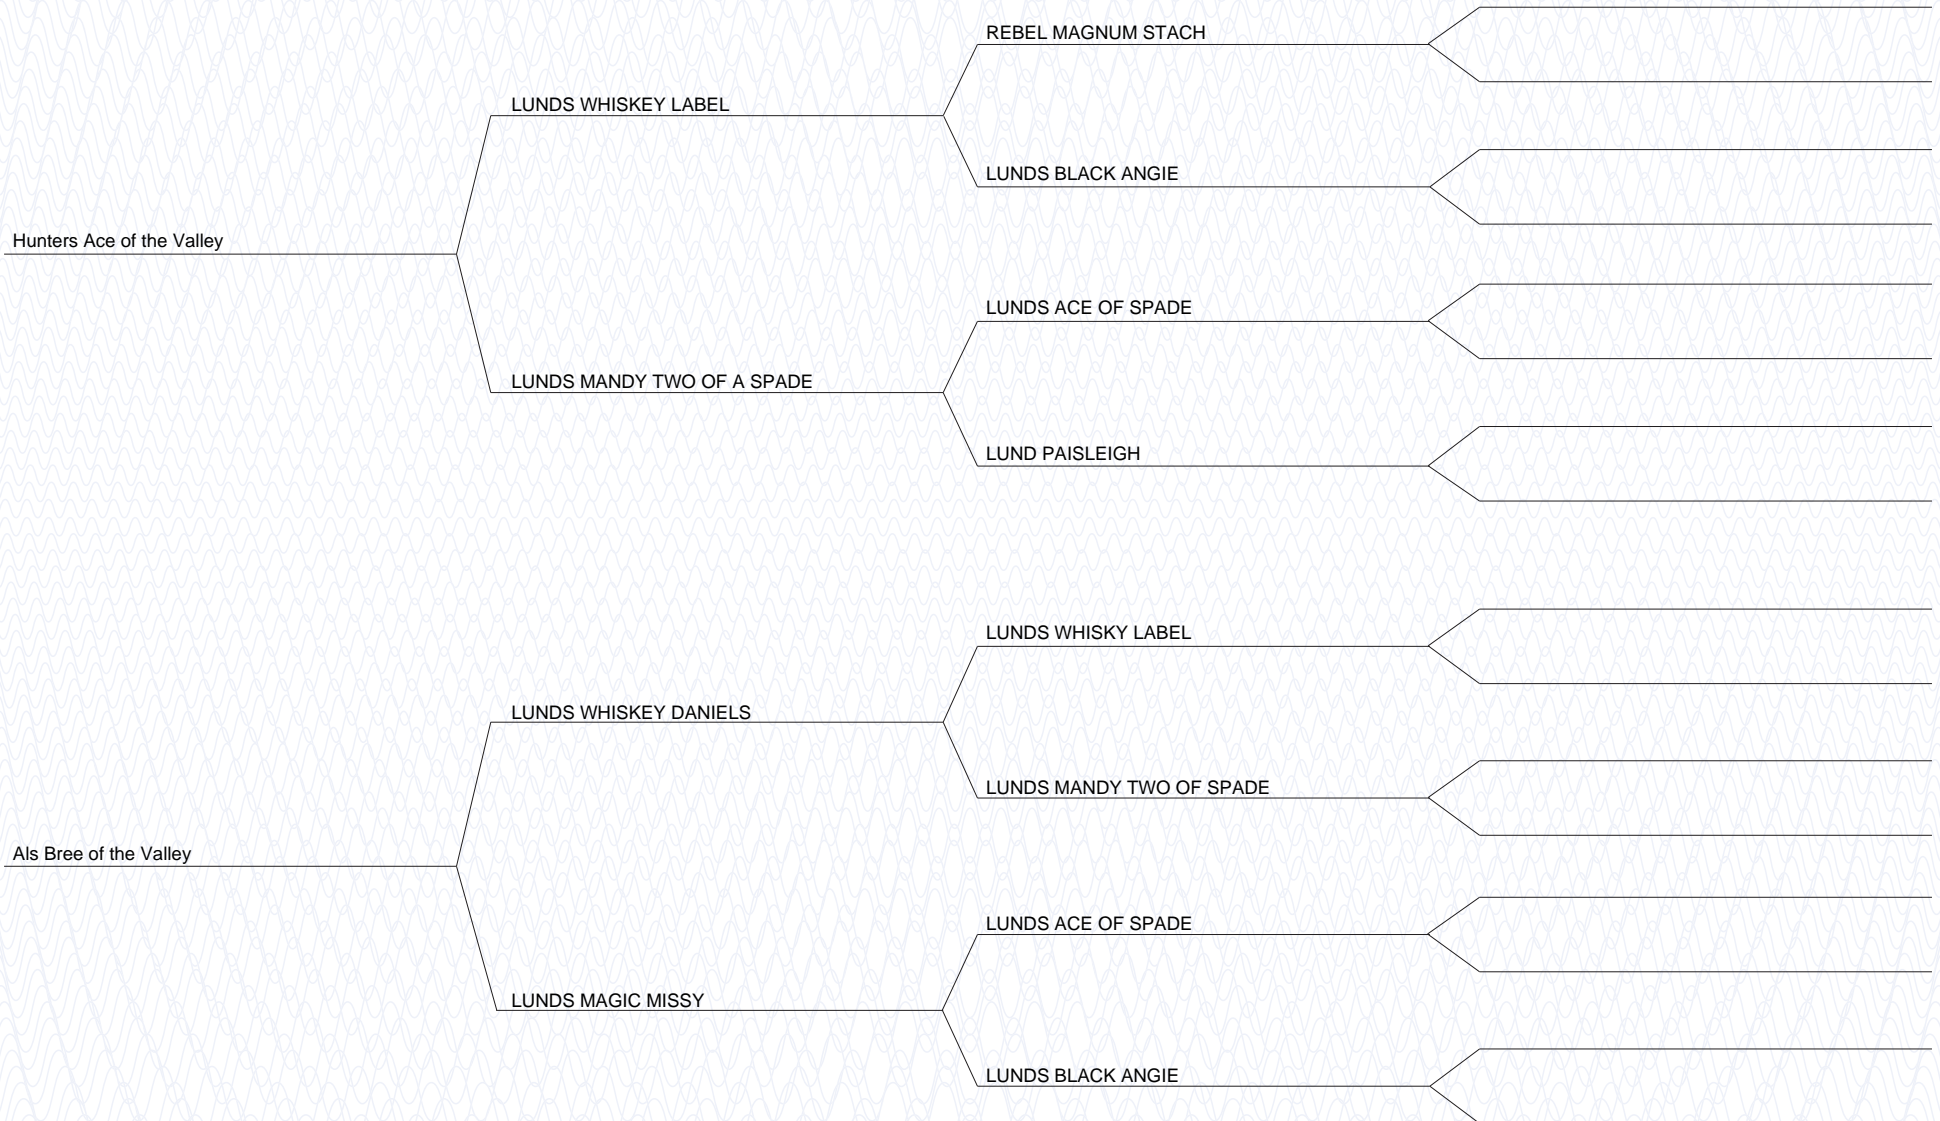 REBEL MAGNUM STACH
LUNDS WHISKEY LABEL
LUNDS BLACK ANGIE
Hunters Ace of the Valley
LUNDS ACE OF SPADE
LUNDS MANDY TWO OF A SPADE
LUND PAISLEIGH
LUNDS WHISKY LABEL
LUNDS WHISKEY DANIELS
LUNDS MANDY TWO OF SPADE
Als Bree of the Valley
LUNDS ACE OF SPADE
LUNDS MAGIC MISSY
LUNDS BLACK ANGIE